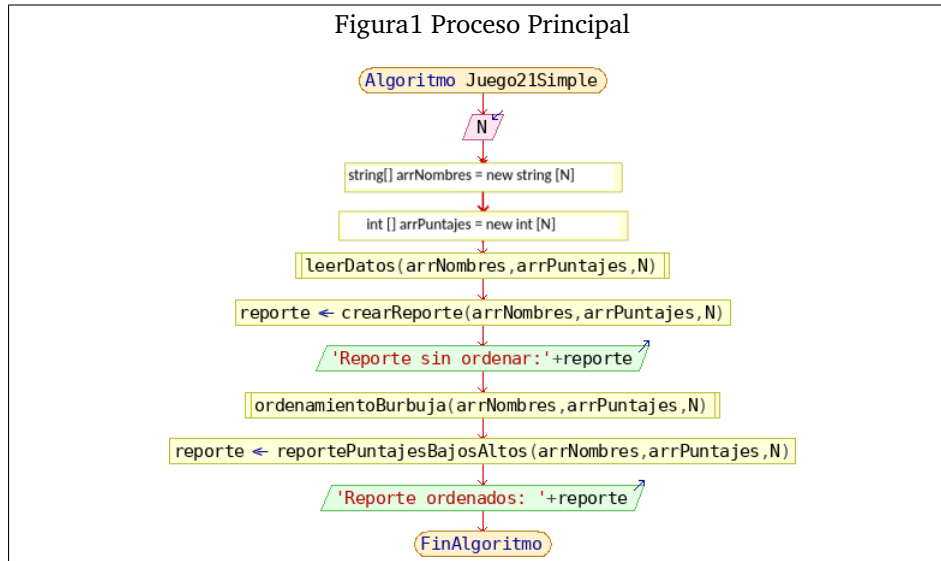 Figura1 Proceso Principal
Algoritmo Juego21Simple
N
string[] arrNombres = new string [N]
int [] arrPuntajes = new int [N]
leerDatos(arrNombres,arrPuntajes,N)
reporte ← crearReporte(arrNombres,arrPuntajes,N)
'Reporte sin ordenar:'+reporte
ordenamientoBurbuja(arrNombres,arrPuntajes,N)
reporte ← reportePuntajesBajosAltos(arrNombres,arrPuntajes,N)
'Reporte ordenados: '+reporte
FinAlgoritmo